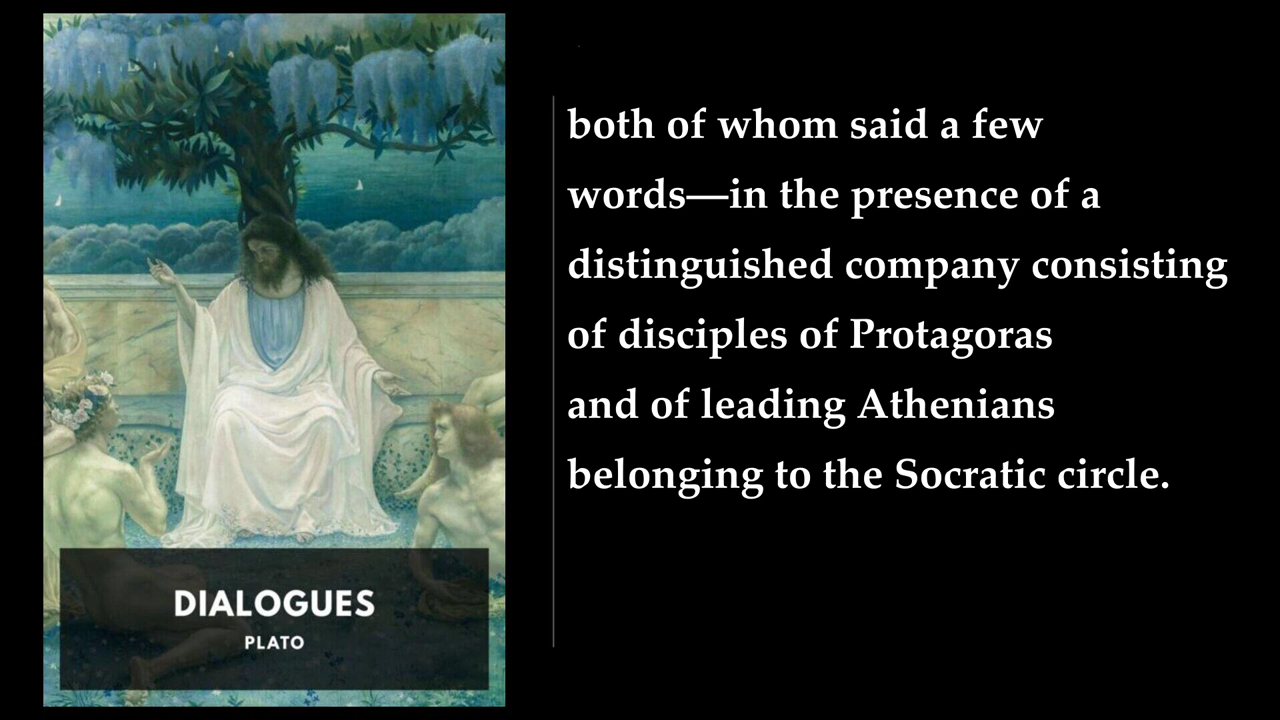 DIALOGUES
PLATO
both of whom said a few
words—in the presence of a
distinguished company consisting
of disciples of Protagoras
and of leading Athenians
belonging to the Socratic circle.